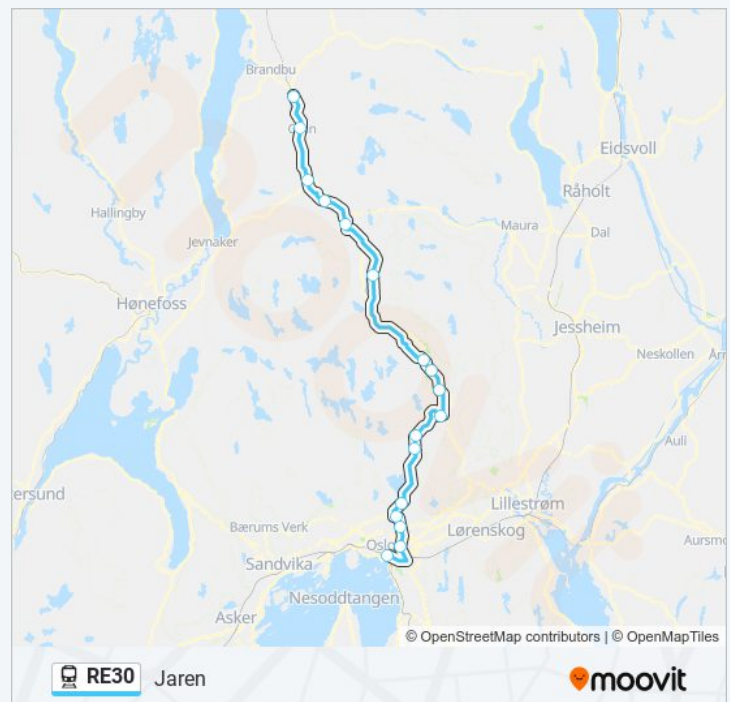 Brandbu
Gran
Eidsvoll
Råholt
Hallingby
Maura
Dal
Jevnaker
Hønefoss
Jessheim
Neskollen
Auli
ersund
Lillestrøm
Bærums Verk
Lørenskog
Oslo
Aursmo
Sandvika
Nesoddtangen
Asker
© OpenStreetMap contributors | © OpenMapTiles
RE30 Jaren
moovit